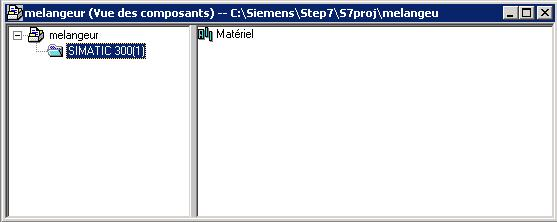 melangeur (Vue des composants) -- C:\Siemens\Step7\S7proj\melangeu
melangeur
SIMATIC 300(1)
Matériel